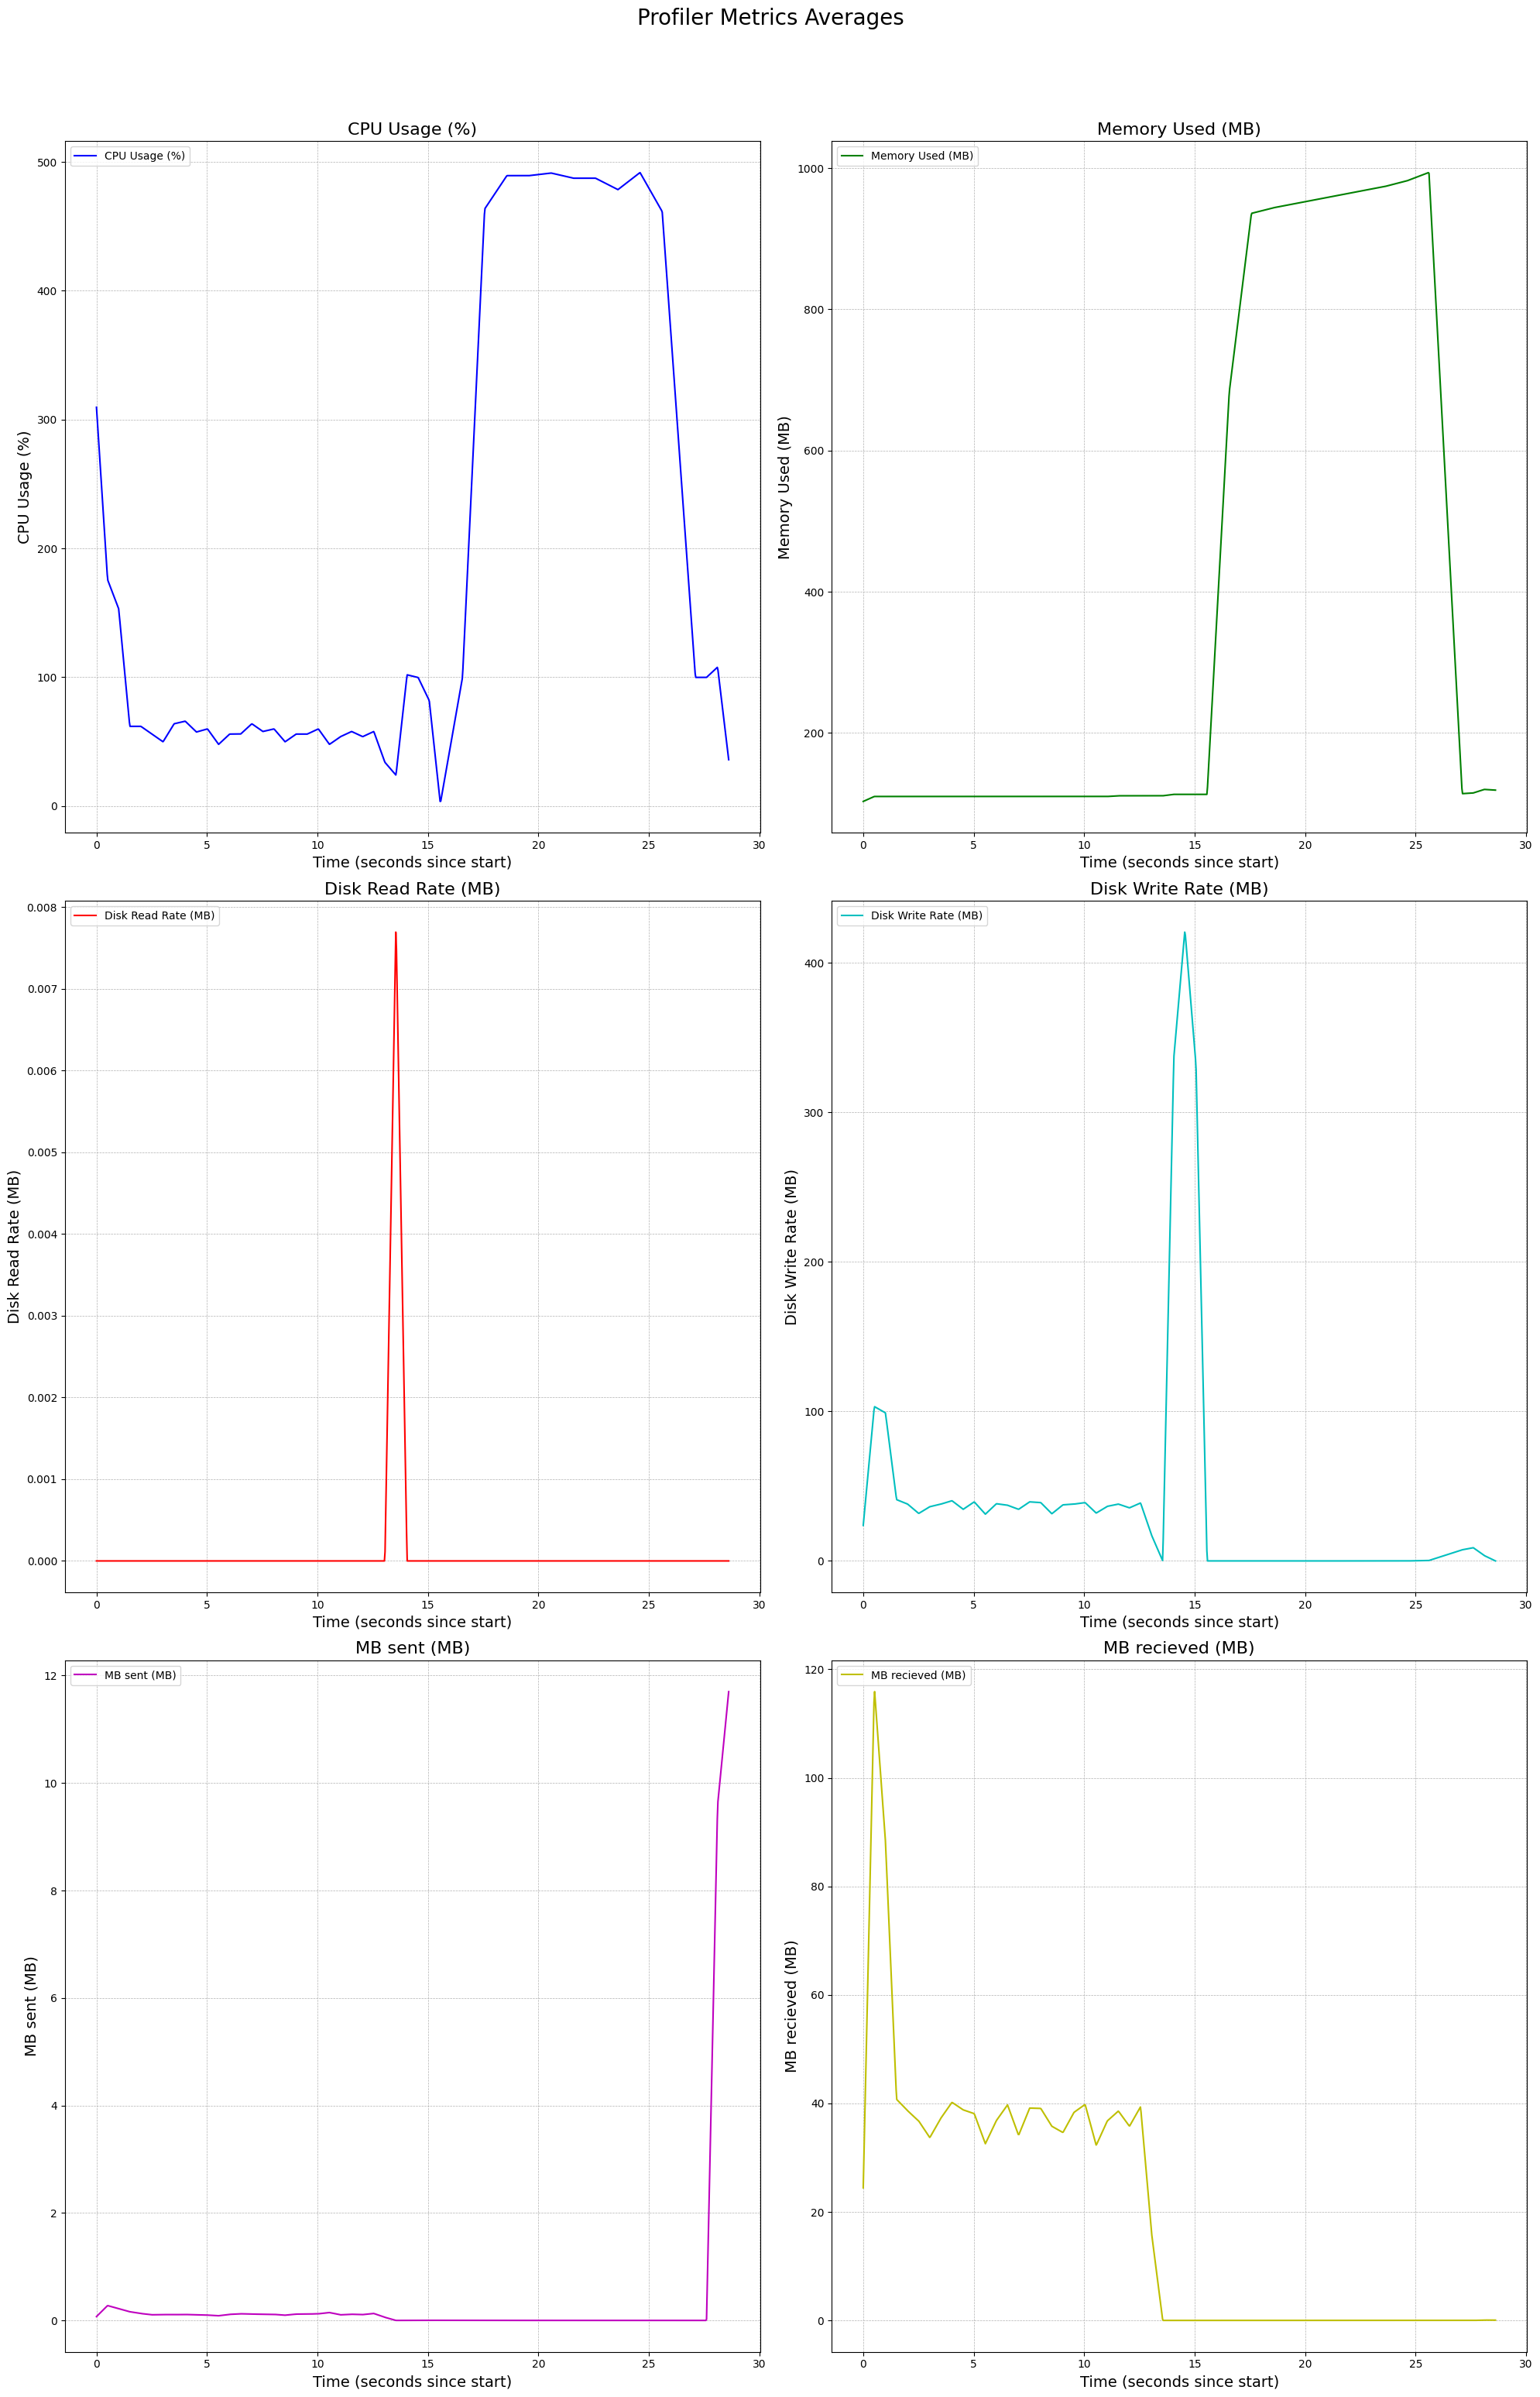 Profiler Metrics Averages
CPU Usage (%)
CPU Usage (%)
CPU Usage (%)
500
400
300
200
100
0
0 5 10 15 20 25 30
Time (seconds since start)
Memory Used (MB)
Memory Used (MB)
Memory Used (MB)
1000
800
600
400
200
0 5 10 15 20 25 30
Time (seconds since start)
Disk Read Rate (MB)
Disk Read Rate (MB)
Disk Read Rate (MB)
0.008
0.007
0.006
0.005
0.004
0.003
0.002
0.001
0.000
0 5 10 15 20 25 30
Time (seconds since start)
Disk Write Rate (MB)
Disk Write Rate (MB)
Disk Write Rate (MB)
400
300
200
100
0
0 5 10 15 20 25 30
Time (seconds since start)
MB sent (MB)
MB sent (MB)
MB sent (MB)
12
10
8
6
4
2
0
0 5 10 15 20 25 30
Time (seconds since start)
MB recieved (MB)
MB recieved (MB)
MB recieved (MB)
120
100
80
60
40
20
0
0 5 10 15 20 25 30
Time (seconds since start)